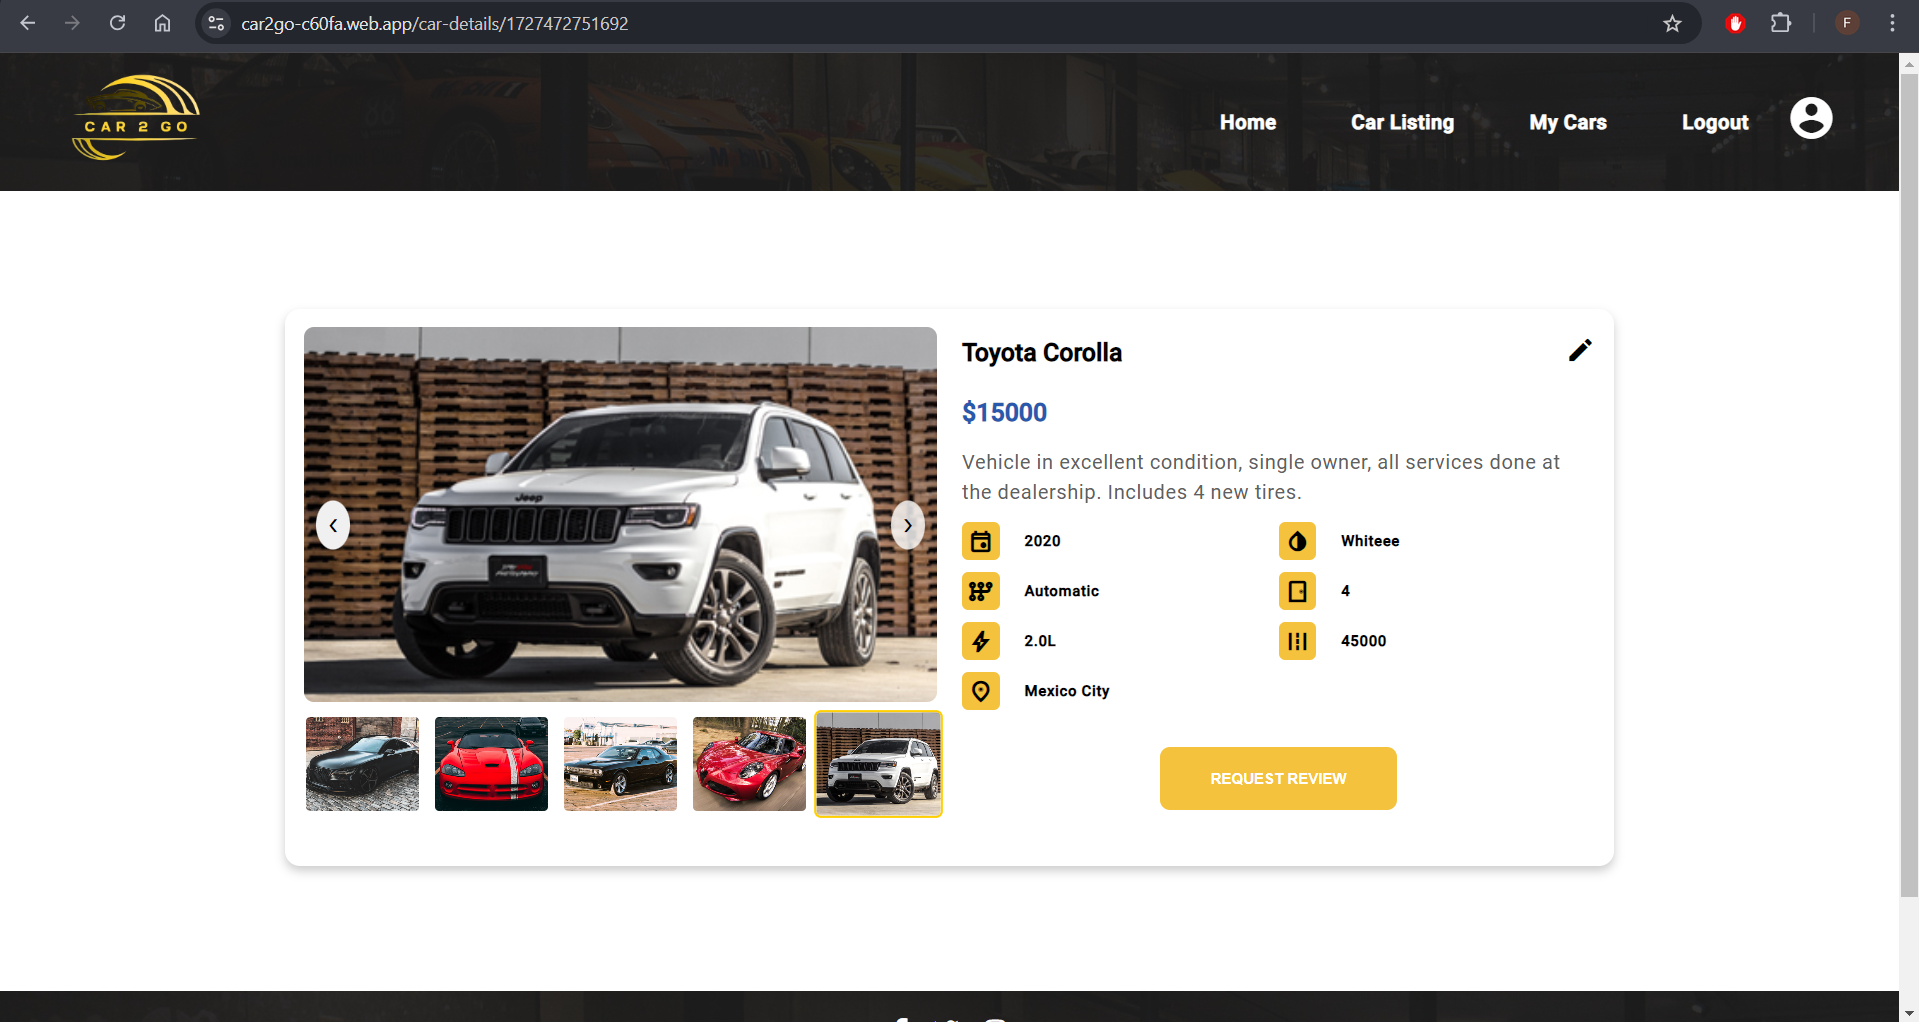 car2go-c60fa.web.app/car-details/1727472751692
F
CAR 2 GO
Home
Car Listing
My Cars
Logout
Toyota Corolla
$15000
Vehicle in excellent condition, single owner, all services done at
the dealership. Includes 4 new tires.
2020
Whiteee
Automatic
4
2.0L
45000
Mexico City
Jeep
REQUEST REVIEW